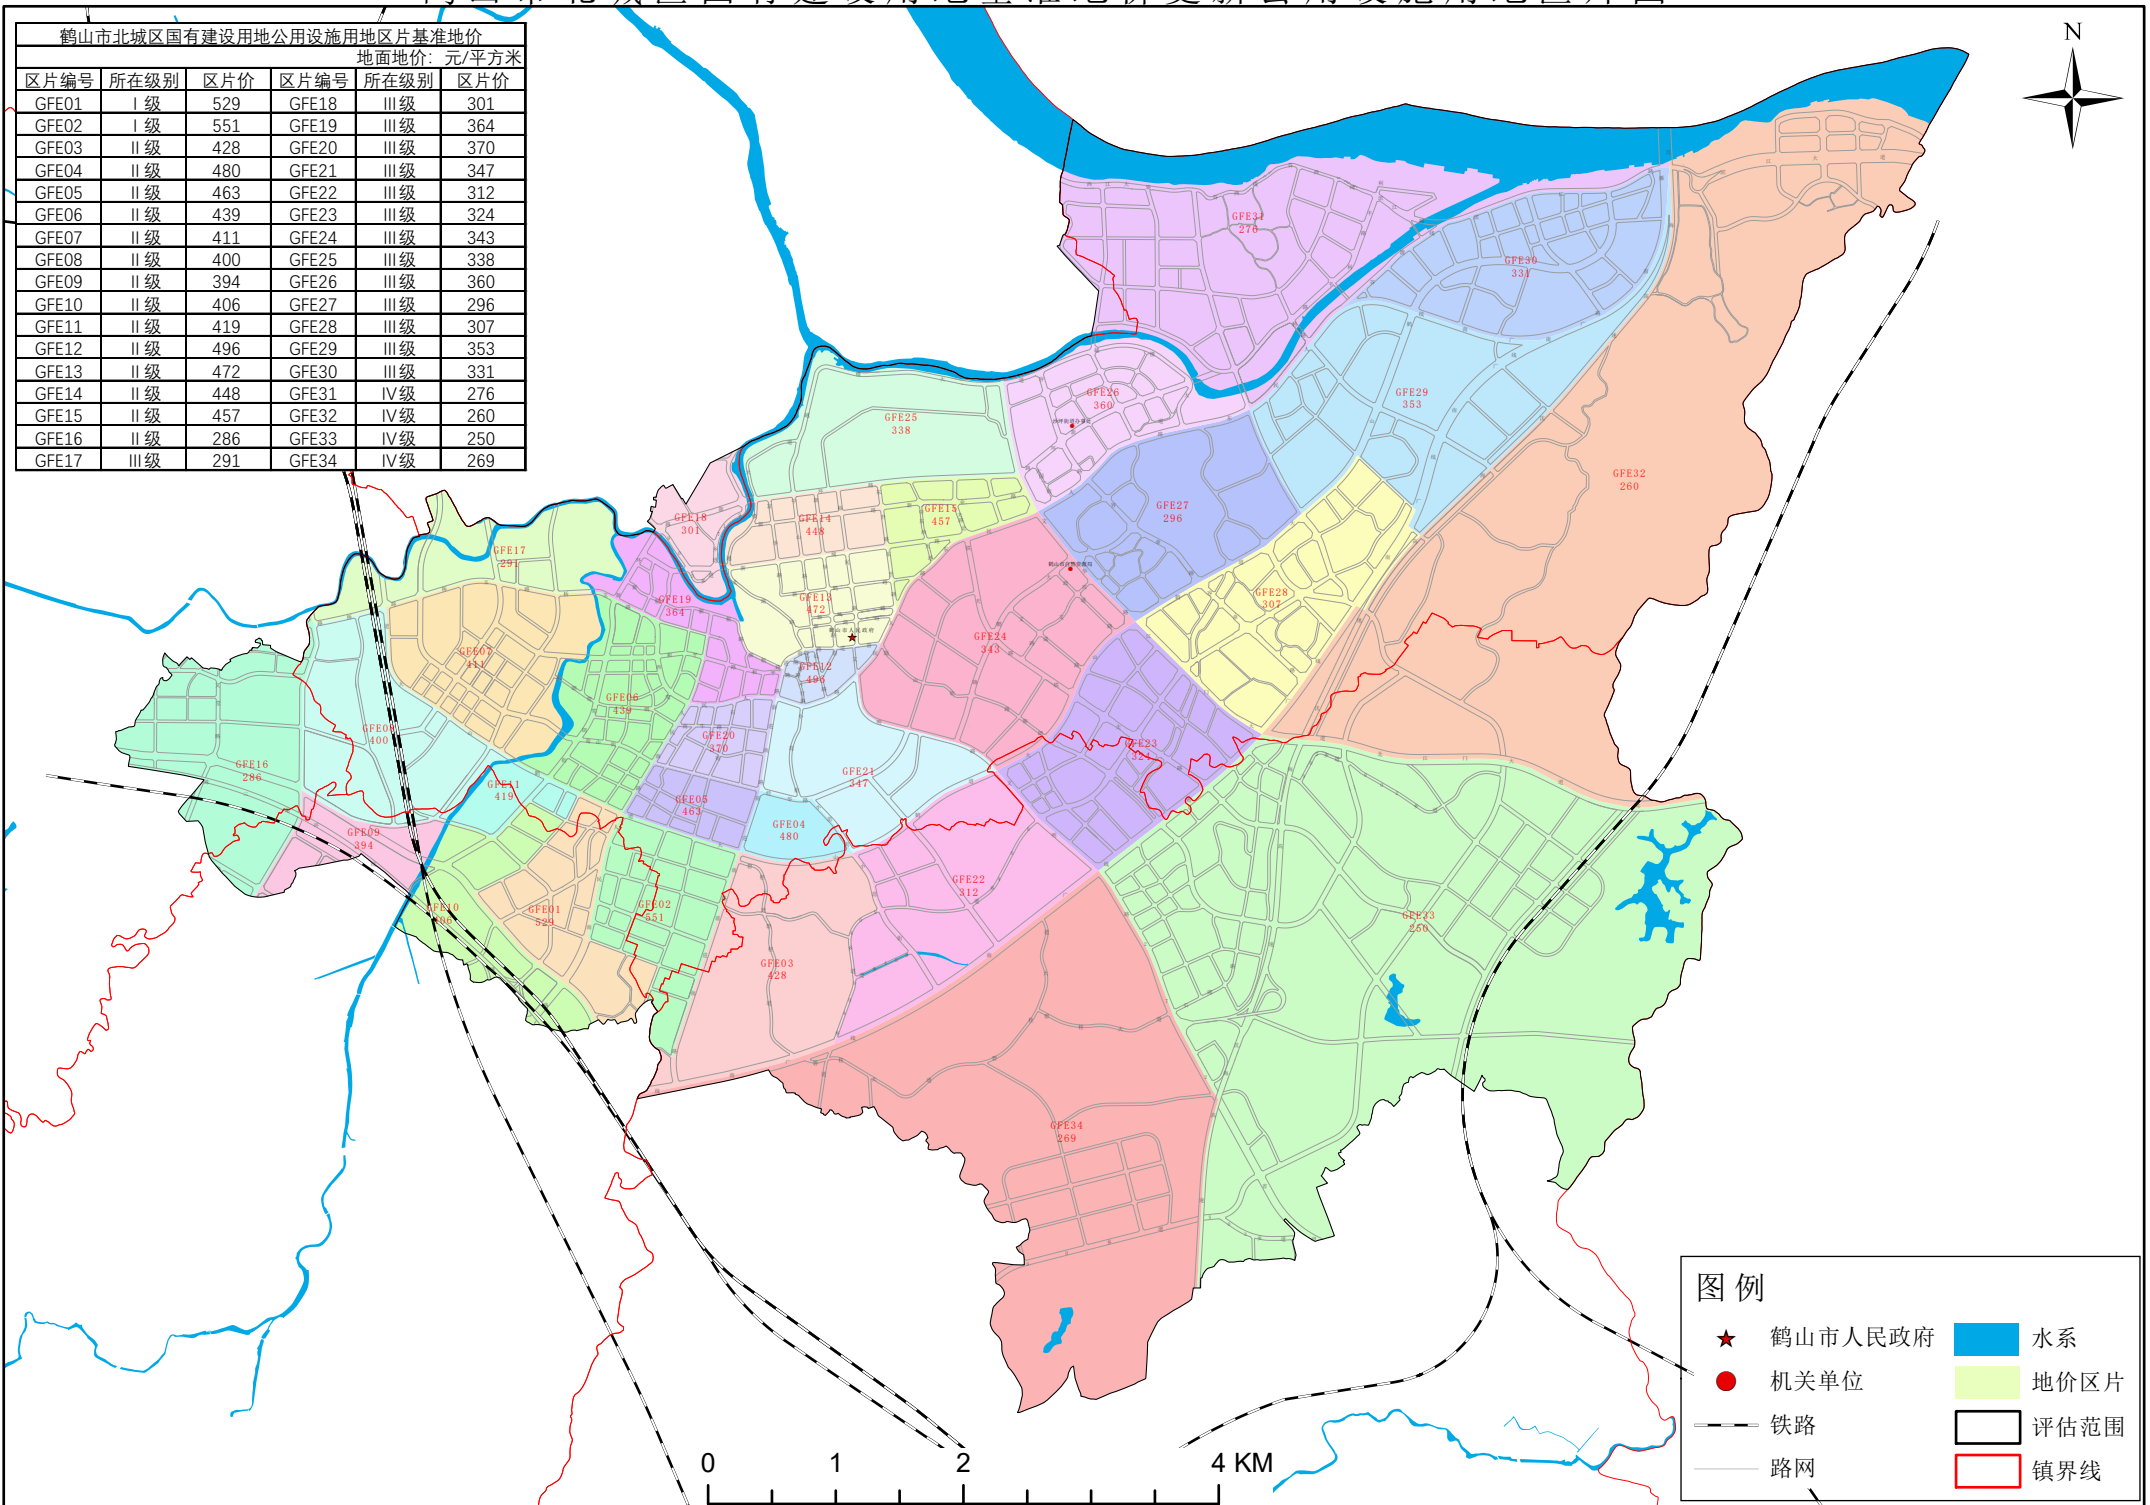 鹤山市北城区国有建设用地公用设施用地区片基准地价
地面地价：元/平方米
区片编号 所在级别 区片价 区片编号 所在级别 区片价
GFE01 Ⅰ级 529 GFE18 Ⅲ级 301
GFE02 Ⅰ级 551 GFE19 Ⅲ级 364
GFE03 Ⅱ级 428 GFE20 Ⅲ级 370
GFE04 Ⅱ级 480 GFE21 Ⅲ级 347
GFE05 Ⅱ级 463 GFE22 Ⅲ级 312
GFE06 Ⅱ级 439 GFE23 Ⅲ级 324
GFE07 Ⅱ级 411 GFE24 Ⅲ级 343
GFE08 Ⅱ级 400 GFE25 Ⅲ级 338
GFE09 Ⅱ级 394 GFE26 Ⅲ级 360
GFE10 Ⅱ级 406 GFE27 Ⅲ级 296
GFE11 Ⅱ级 419 GFE28 Ⅲ级 307
GFE12 Ⅱ级 496 GFE29 Ⅲ级 353
GFE13 Ⅱ级 472 GFE30 Ⅲ级 331
GFE14 Ⅱ级 448 GFE31 Ⅳ级 276
GFE15 Ⅱ级 457 GFE32 Ⅳ级 260
GFE16 Ⅱ级 286 GFE33 Ⅳ级 250
GFE17 Ⅲ级 291 GFE34 Ⅳ级 269
N
GFE31
276
GFE30
331
GFE26
360
GFE29
353
GFE25
338
GFE32
260
GFE27
296
GFE15
457
GFE14
448
GFE18
301
GFE17
291
GFE28
307
GFE13
472
鹤山市人民政府
GFE19
364
GFE24
343
GFE07
411
GFE12
496
GFE06
439
GFE08
400
GFE20
370
GFE23
324
GFE16
286
GFE21
347
GFE11
419
GFE05
463
GFE04
480
GFE09
394
GFE22
312
GFE02
551
GFE10
406
GFE01
529
GFE33
250
GFE03
428
GFE34
269
图例
鹤山市人民政府 水系
机关单位 地价区片
铁路 评估范围
路网 镇界线
0 1 2 4 KM